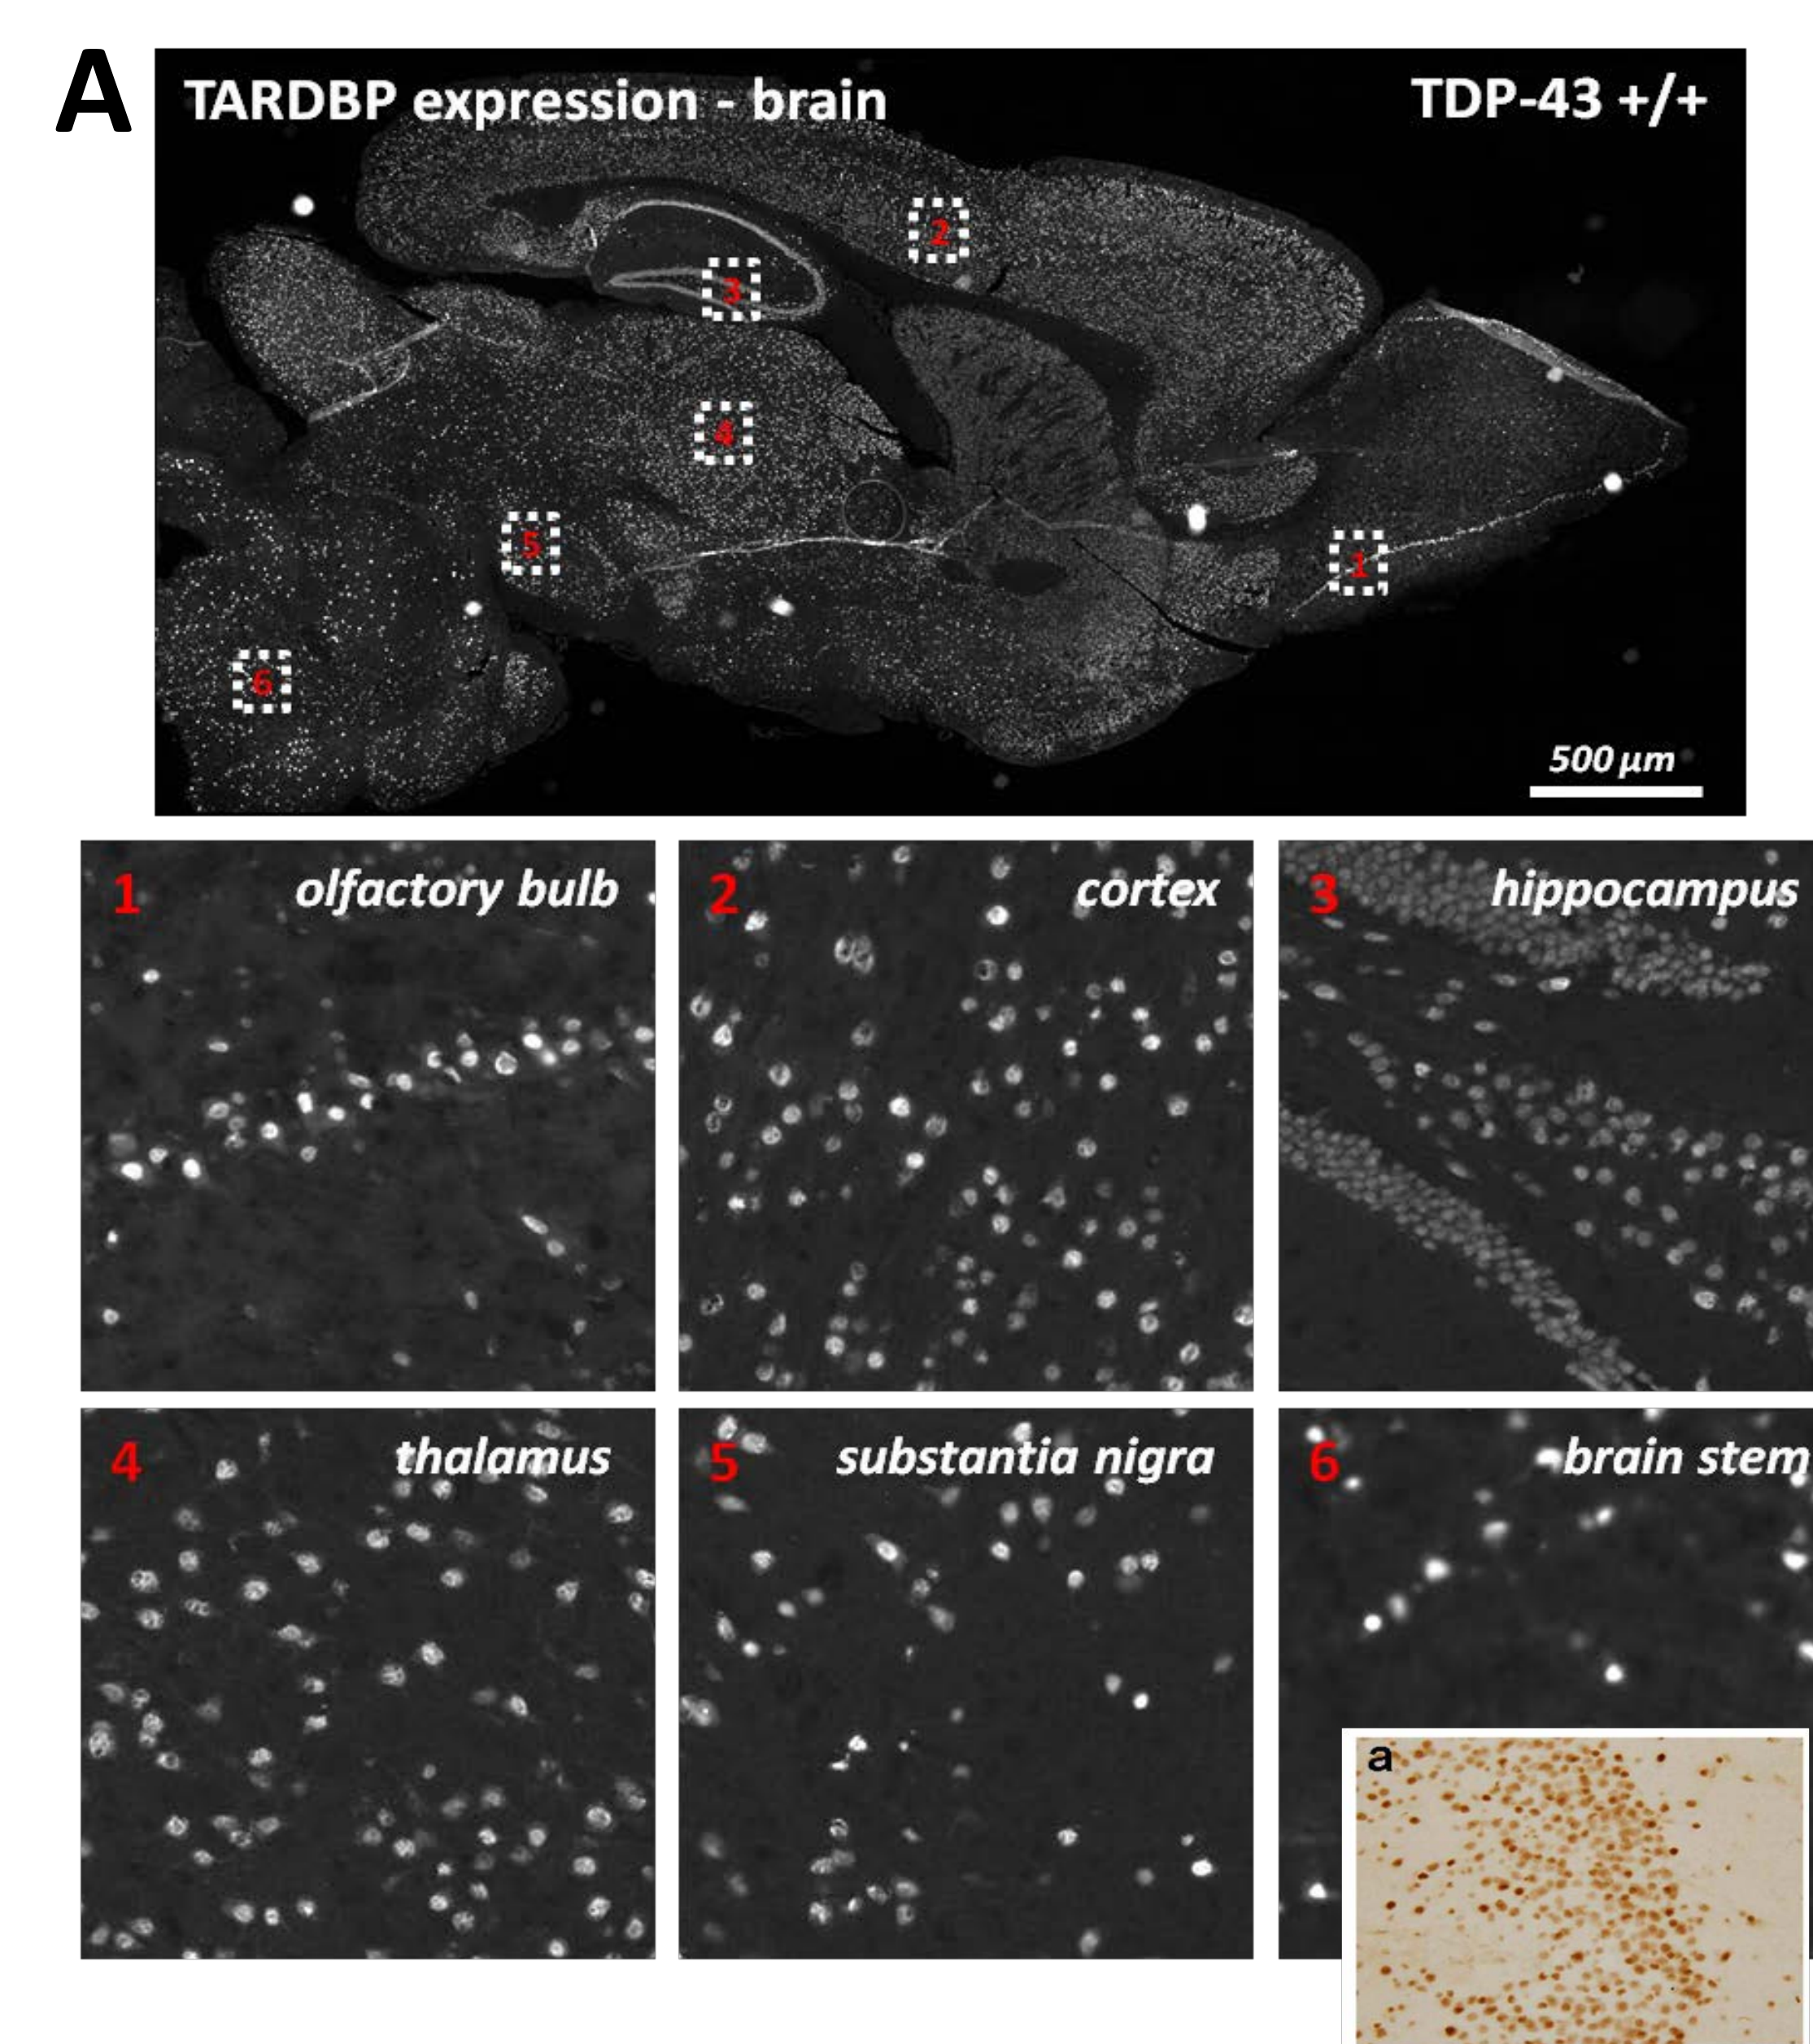 A
TARDBP expression - brain
TDP-43 +/+
2
3
4
5
1
6
500 µm
1
olfactory bulb
2
cortex
3
hippocampus
4
thalamus
5
substantia nigra
6
brain stem
a